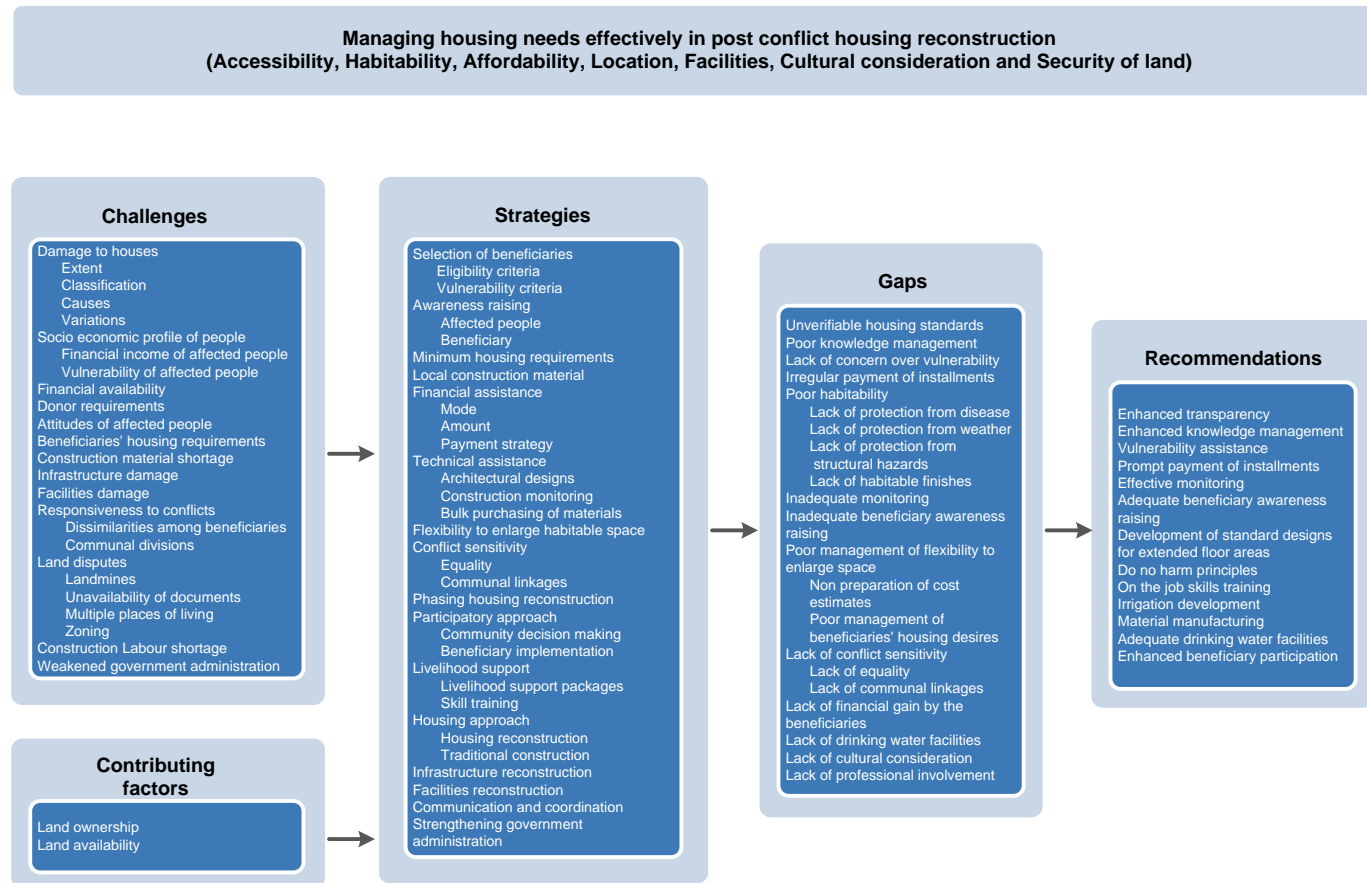 Managing housing needs effectively in post conflict housing reconstruction
(Accessibility, Habitability, Affordability, Location, Facilities, Cultural consideration and Security of land)
Challenges
Damage to houses
Extent
Classification
Causes
Variations
Socio economic profile of people
Financial income of affected people
Vulnerability of affected people
Financial availability
Donor requirements
Attitudes of affected people
Beneficiaries’ housing requirements
Construction material shortage
Infrastructure damage
Facilities damage
Responsiveness to conflicts
Dissimilarities among beneficiaries
Communal divisions
Land disputes
Landmines
Unavailability of documents
Multiple places of living
Zoning
Construction Labour shortage
Weakened government administration
Contributing
factors
Land ownership
Land availability
Strategies
Selection of beneficiaries
Eligibility criteria
Vulnerability criteria
Awareness raising
Affected people
Beneficiary
Minimum housing requirements
Local construction material
Financial assistance
Mode
Amount
Payment strategy
Technical assistance
Architectural designs
Construction monitoring
Bulk purchasing of materials
Flexibility to enlarge habitable space
Conflict sensitivity
Equality
Communal linkages
Phasing housing reconstruction
Participatory approach
Community decision making
Beneficiary implementation
Livelihood support
Livelihood support packages
Skill training
Housing approach
Housing reconstruction
Traditional construction
Infrastructure reconstruction
Facilities reconstruction
Communication and coordination
Strengthening government
administration
Gaps
Unverifiable housing standards
Poor knowledge management
Lack of concern over vulnerability
Irregular payment of installments
Poor habitability
Lack of protection from disease
Lack of protection from weather
Lack of protection from
structural hazards
Lack of habitable finishes
Inadequate monitoring
Inadequate beneficiary awareness
raising
Poor management of flexibility to
enlarge space
Non preparation of cost
estimates
Poor management of
beneficiaries’ housing desires
Lack of conflict sensitivity
Lack of equality
Lack of communal linkages
Lack of financial gain by the
beneficiaries
Lack of drinking water facilities
Lack of cultural consideration
Lack of professional involvement
Recommendations
Enhanced transparency
Enhanced knowledge management
Vulnerability assistance
Prompt payment of installments
Effective monitoring
Adequate beneficiary awareness
raising
Development of standard designs
for extended floor areas
Do no harm principles
On the job skills training
Irrigation development
Material manufacturing
Adequate drinking water facilities
Enhanced beneficiary participation